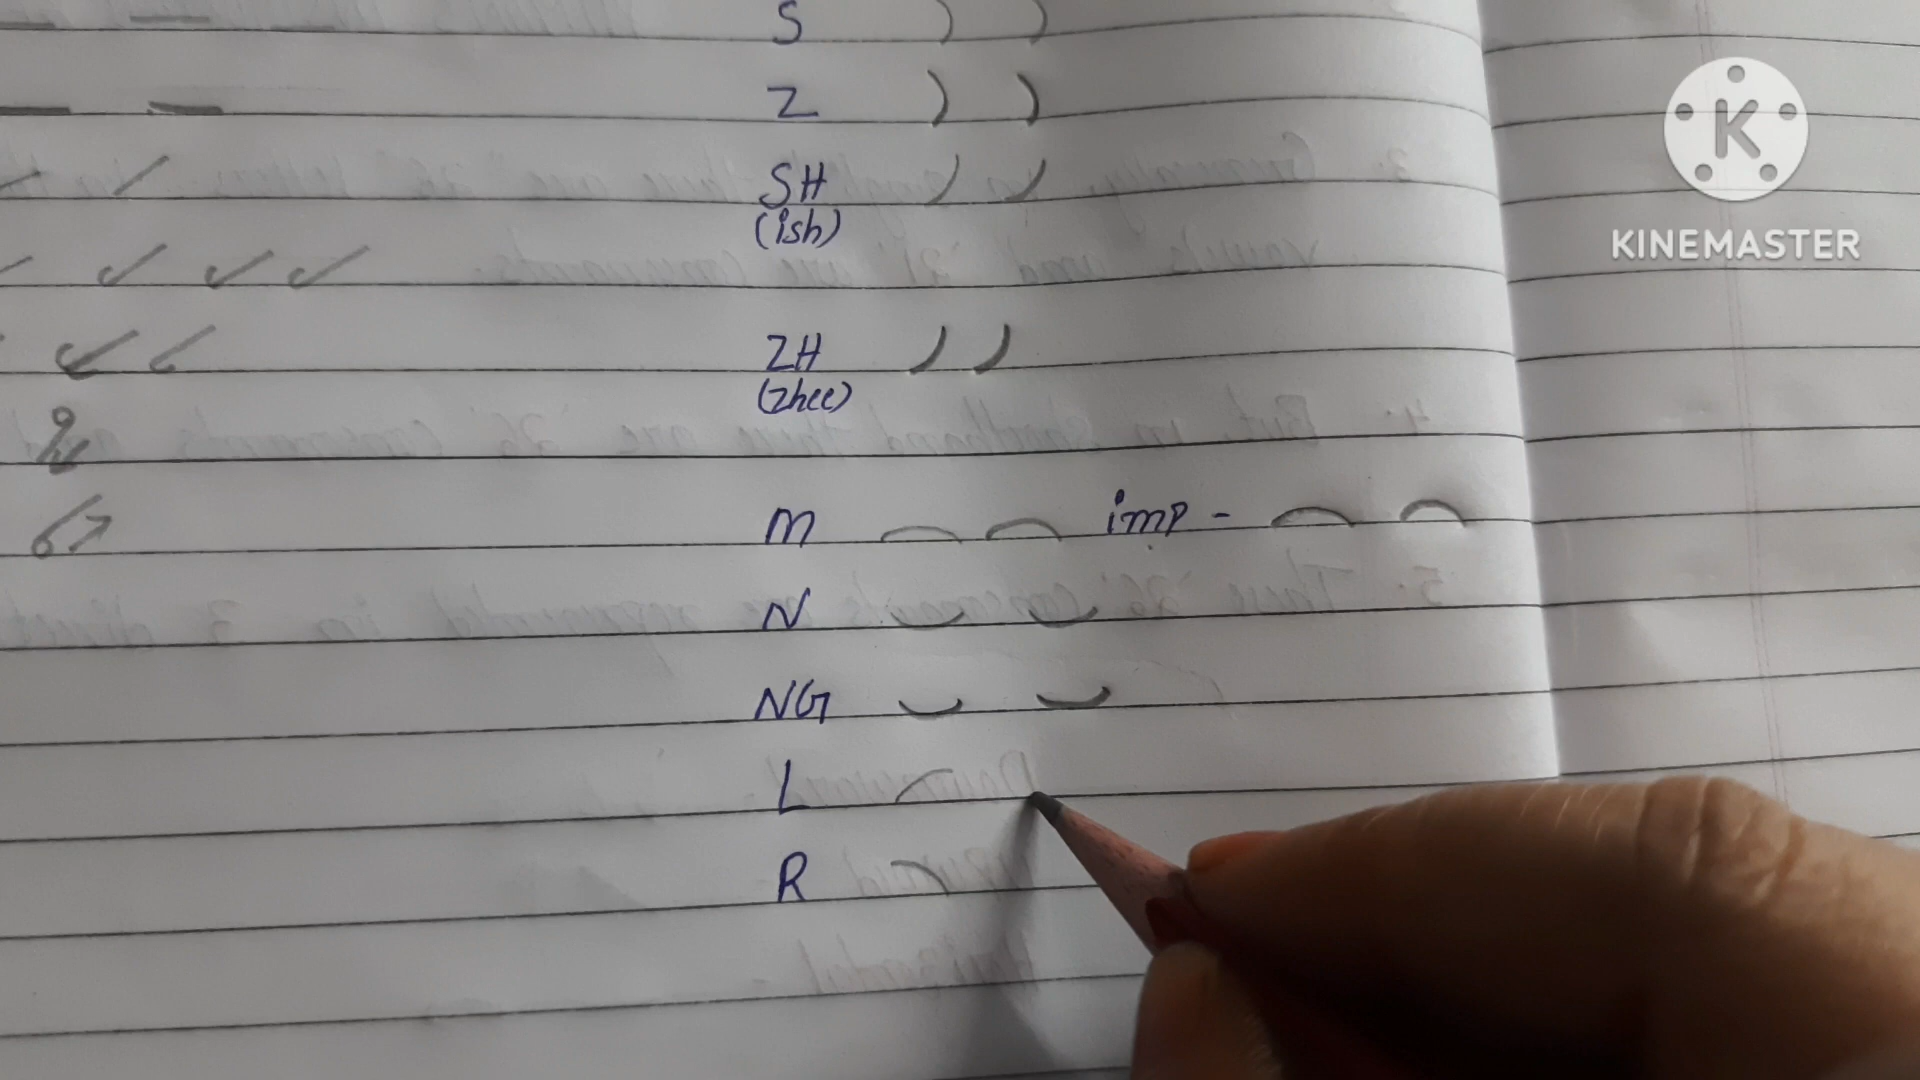 S
Z
SH
(ish)
ZH
(zhee)
M imp -
N
NG
L
R
K
KINEMASTER